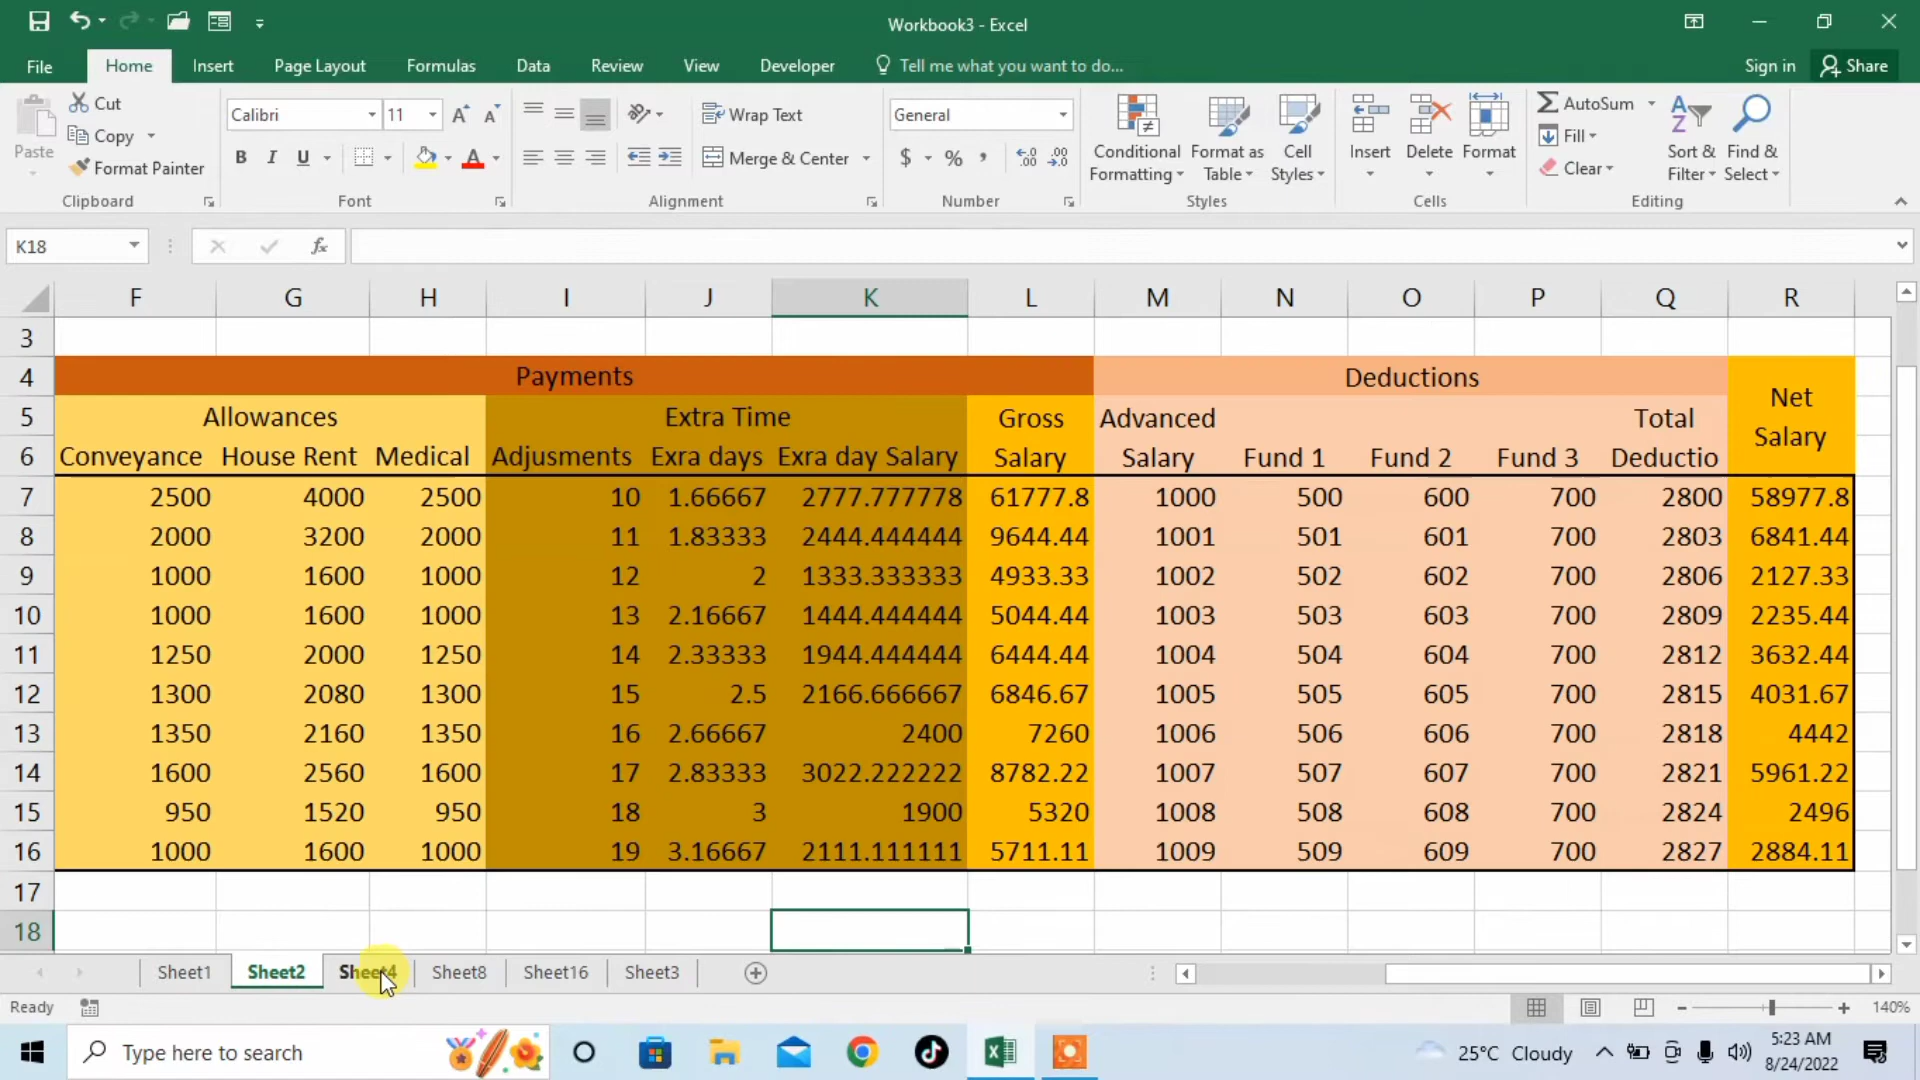 Workbook3 - Excel
File Home Insert Page Layout Formulas Data Review View Developer Tell me what you want to do... Sign in Share
Paste Cut Copy Format Painter
Calibri 11
B I U A
Wrap Text
Merge & Center
General
$ % ,
Conditional Formatting Format as Table Cell Styles
Insert Delete Format
AutoSum Fill Clear
Sort & Filter Find & Select
Clipboard Font Alignment Number Styles Cells Editing
K18 fx
F G H I J K L M N O P Q R
3
4 Payments Deductions Net Salary
5 Allowances Extra Time Gross Advanced Total
6 Conveyance House Rent Medical Adjusments Exra days Exra day Salary Salary Salary Fund 1 Fund 2 Fund 3 Deductio
7 2500 4000 2500 10 1.66667 2777.777778 61777.8 1000 500 600 700 2800 58977.8
8 2000 3200 2000 11 1.83333 2444.444444 9644.44 1001 501 601 700 2803 6841.44
9 1000 1600 1000 12 2 1333.333333 4933.33 1002 502 602 700 2806 2127.33
10 1000 1600 1000 13 2.16667 1444.444444 5044.44 1003 503 603 700 2809 2235.44
11 1250 2000 1250 14 2.33333 1944.444444 6444.44 1004 504 604 700 2812 3632.44
12 1300 2080 1300 15 2.5 2166.666667 6846.67 1005 505 605 700 2815 4031.67
13 1350 2160 1350 16 2.66667 2400 7260 1006 506 606 700 2818 4442
14 1600 2560 1600 17 2.83333 3022.222222 8782.22 1007 507 607 700 2821 5961.22
15 950 1520 950 18 3 1900 5320 1008 508 608 700 2824 2496
16 1000 1600 1000 19 3.16667 2111.111111 5711.11 1009 509 609 700 2827 2884.11
17
18
Sheet1 Sheet2 Sheet4 Sheet8 Sheet16 Sheet3
Ready 140%
Type here to search 25°C Cloudy 5:23 AM
8/24/2022